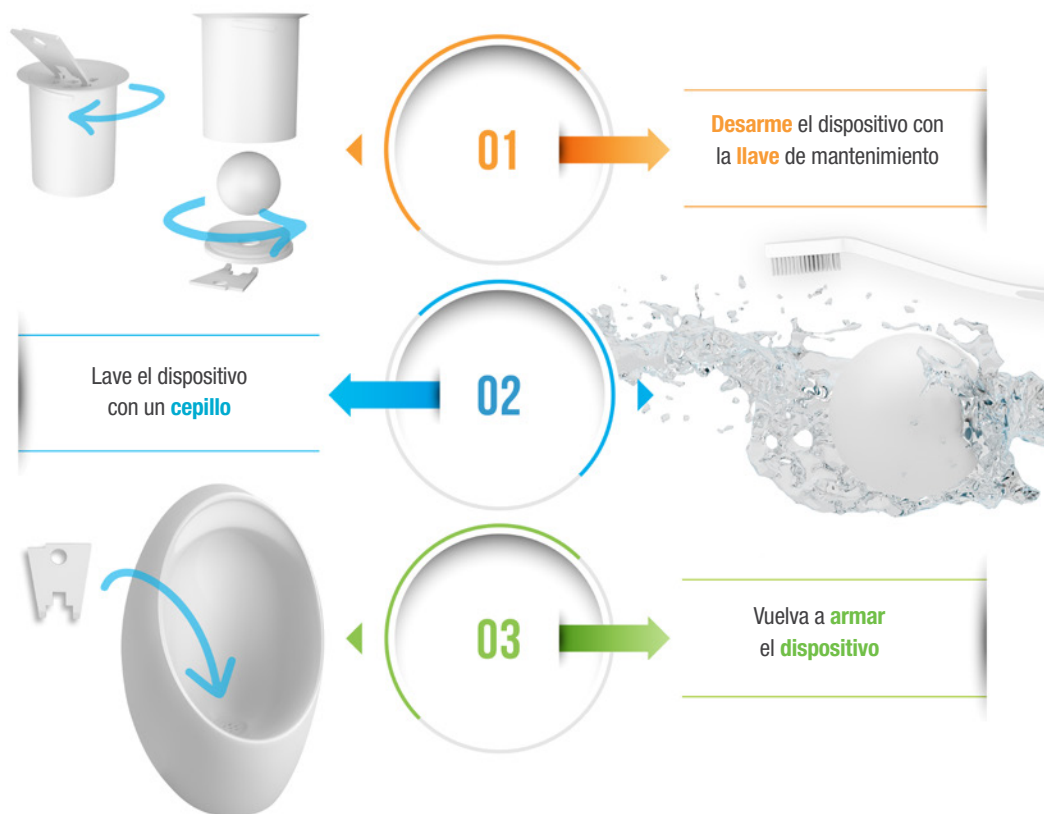 01
Desarme el dispositivo con
la llave de mantenimiento
Lave el dispositivo
con un cepillo
02
03
Vuelva a armar
el dispositivo